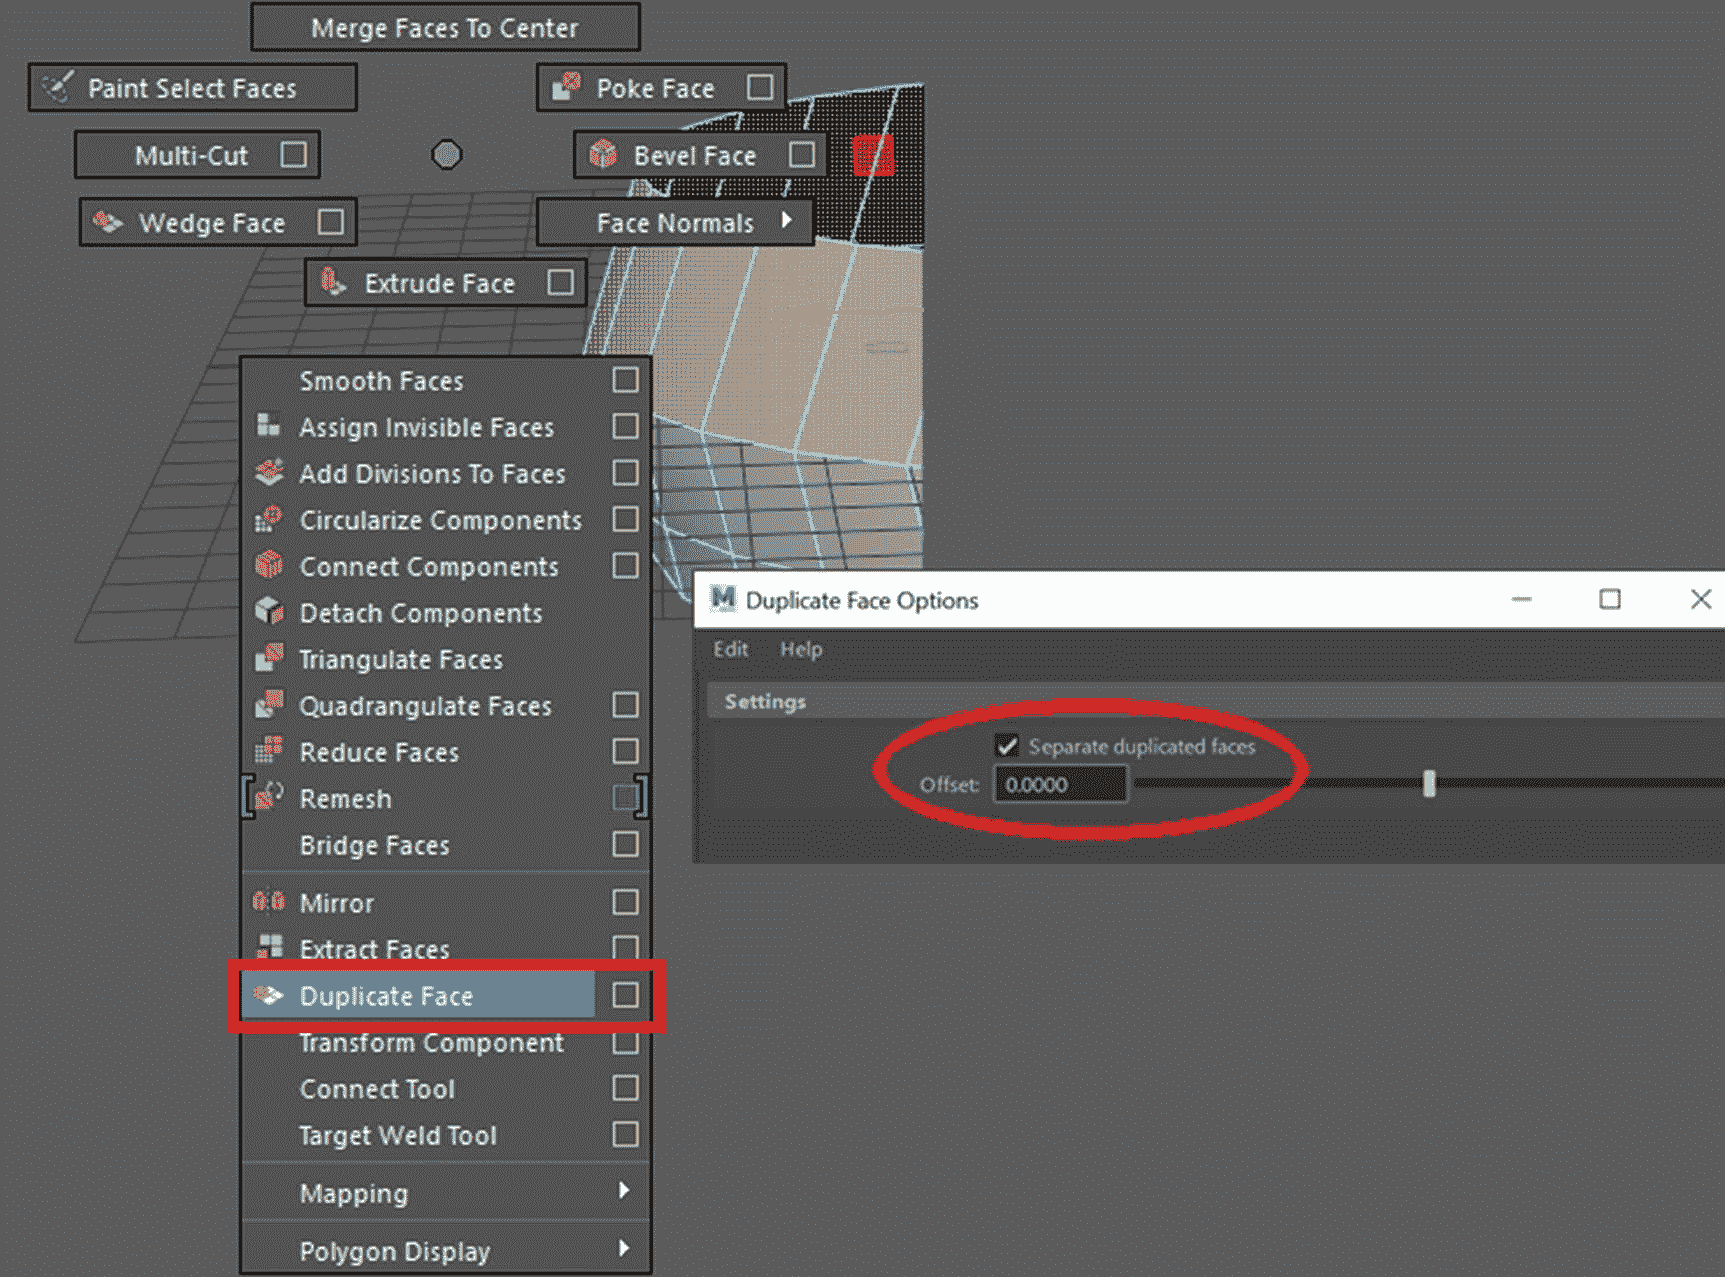 Merge Faces To Center
Paint Select Faces
Poke Face
Multi-Cut
Bevel Face
Wedge Face
Face Normals
Extrude Face
Smooth Faces
Assign Invisible Faces
Add Divisions To Faces
Circularize Components
Connect Components
Detach Components
Triangulate Faces
Quadrangulate Faces
Reduce Faces
Remesh
Bridge Faces
Mirror
Extract Faces
Duplicate Face
Transform Component
Connect Tool
Target Weld Tool
Mapping
Polygon Display
M Duplicate Face Options
Edit Help
Settings
Separate duplicated faces
Offset: 0.0000